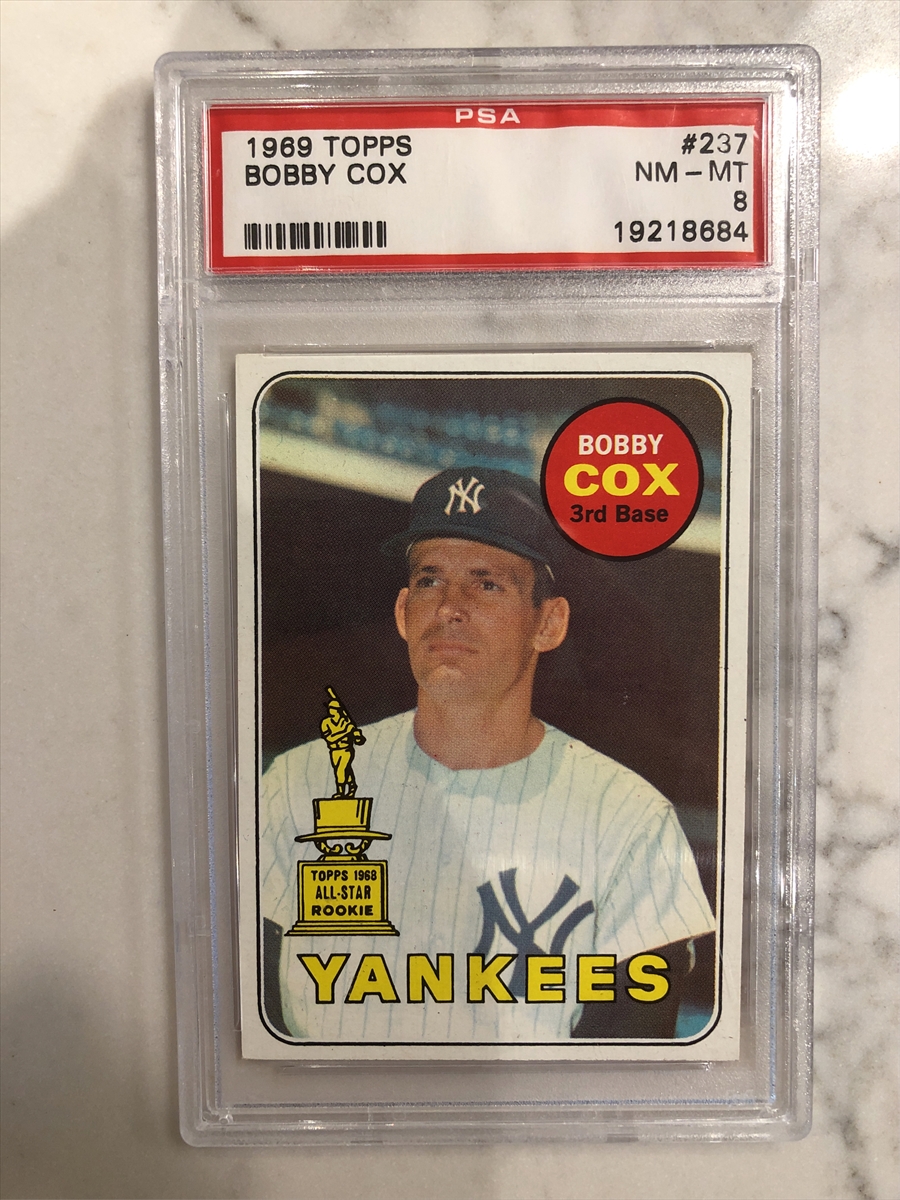 PSA
1969 TOPPS #237
BOBBY COX NM-MT
8
19218684
BOBBY
COX
3rd Base
NY
TOPPS 1968
ALL-STAR
ROOKIE
NY
YANKEES